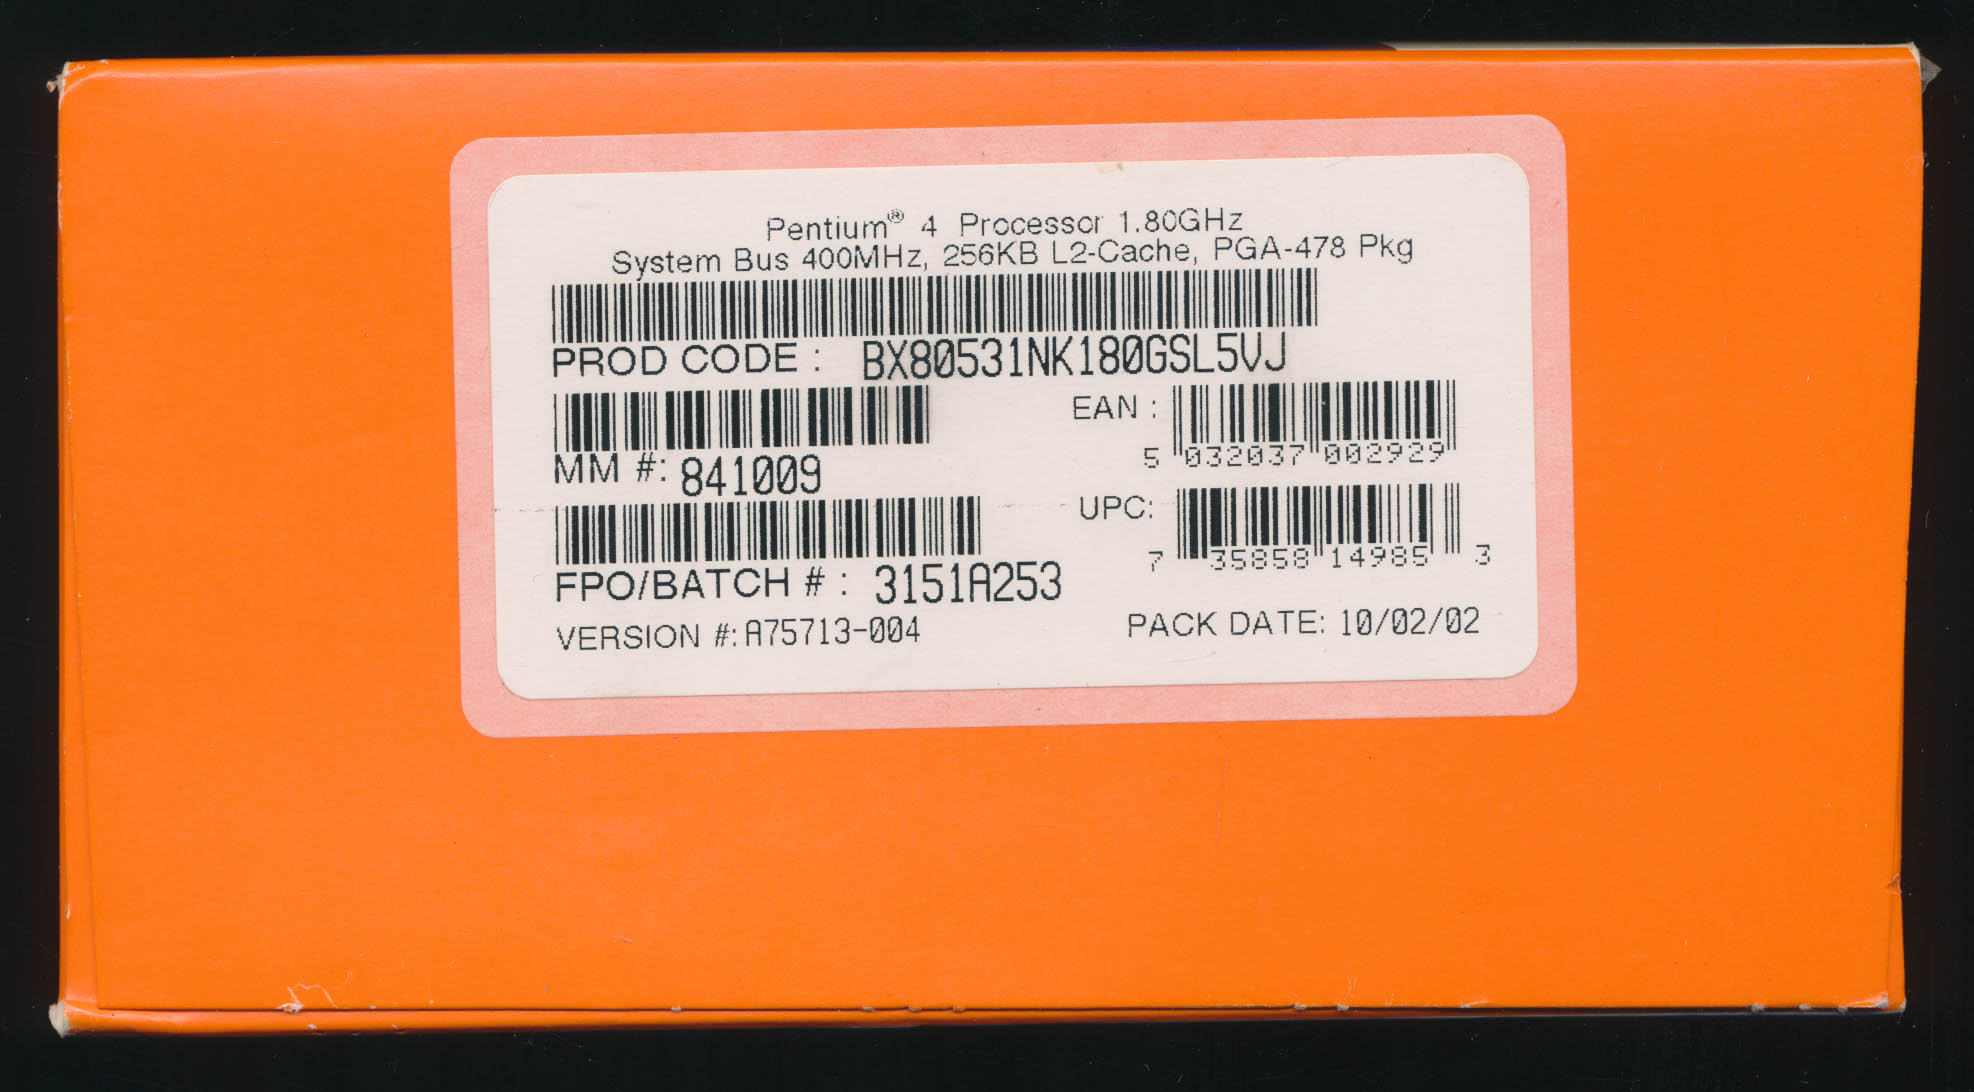 Pentium® 4 Processor 1.80GHz
System Bus 400MHz, 256KB L2-Cache, PGA-478 Pkg
PROD CODE : BX80531NK180GSL5VJ
MM #: 841009
EAN :
5 032037 002929
UPC:
7 35858 14985 3
FPO/BATCH # : 3151A253
VERSION #: A75713-004
PACK DATE: 10/02/02